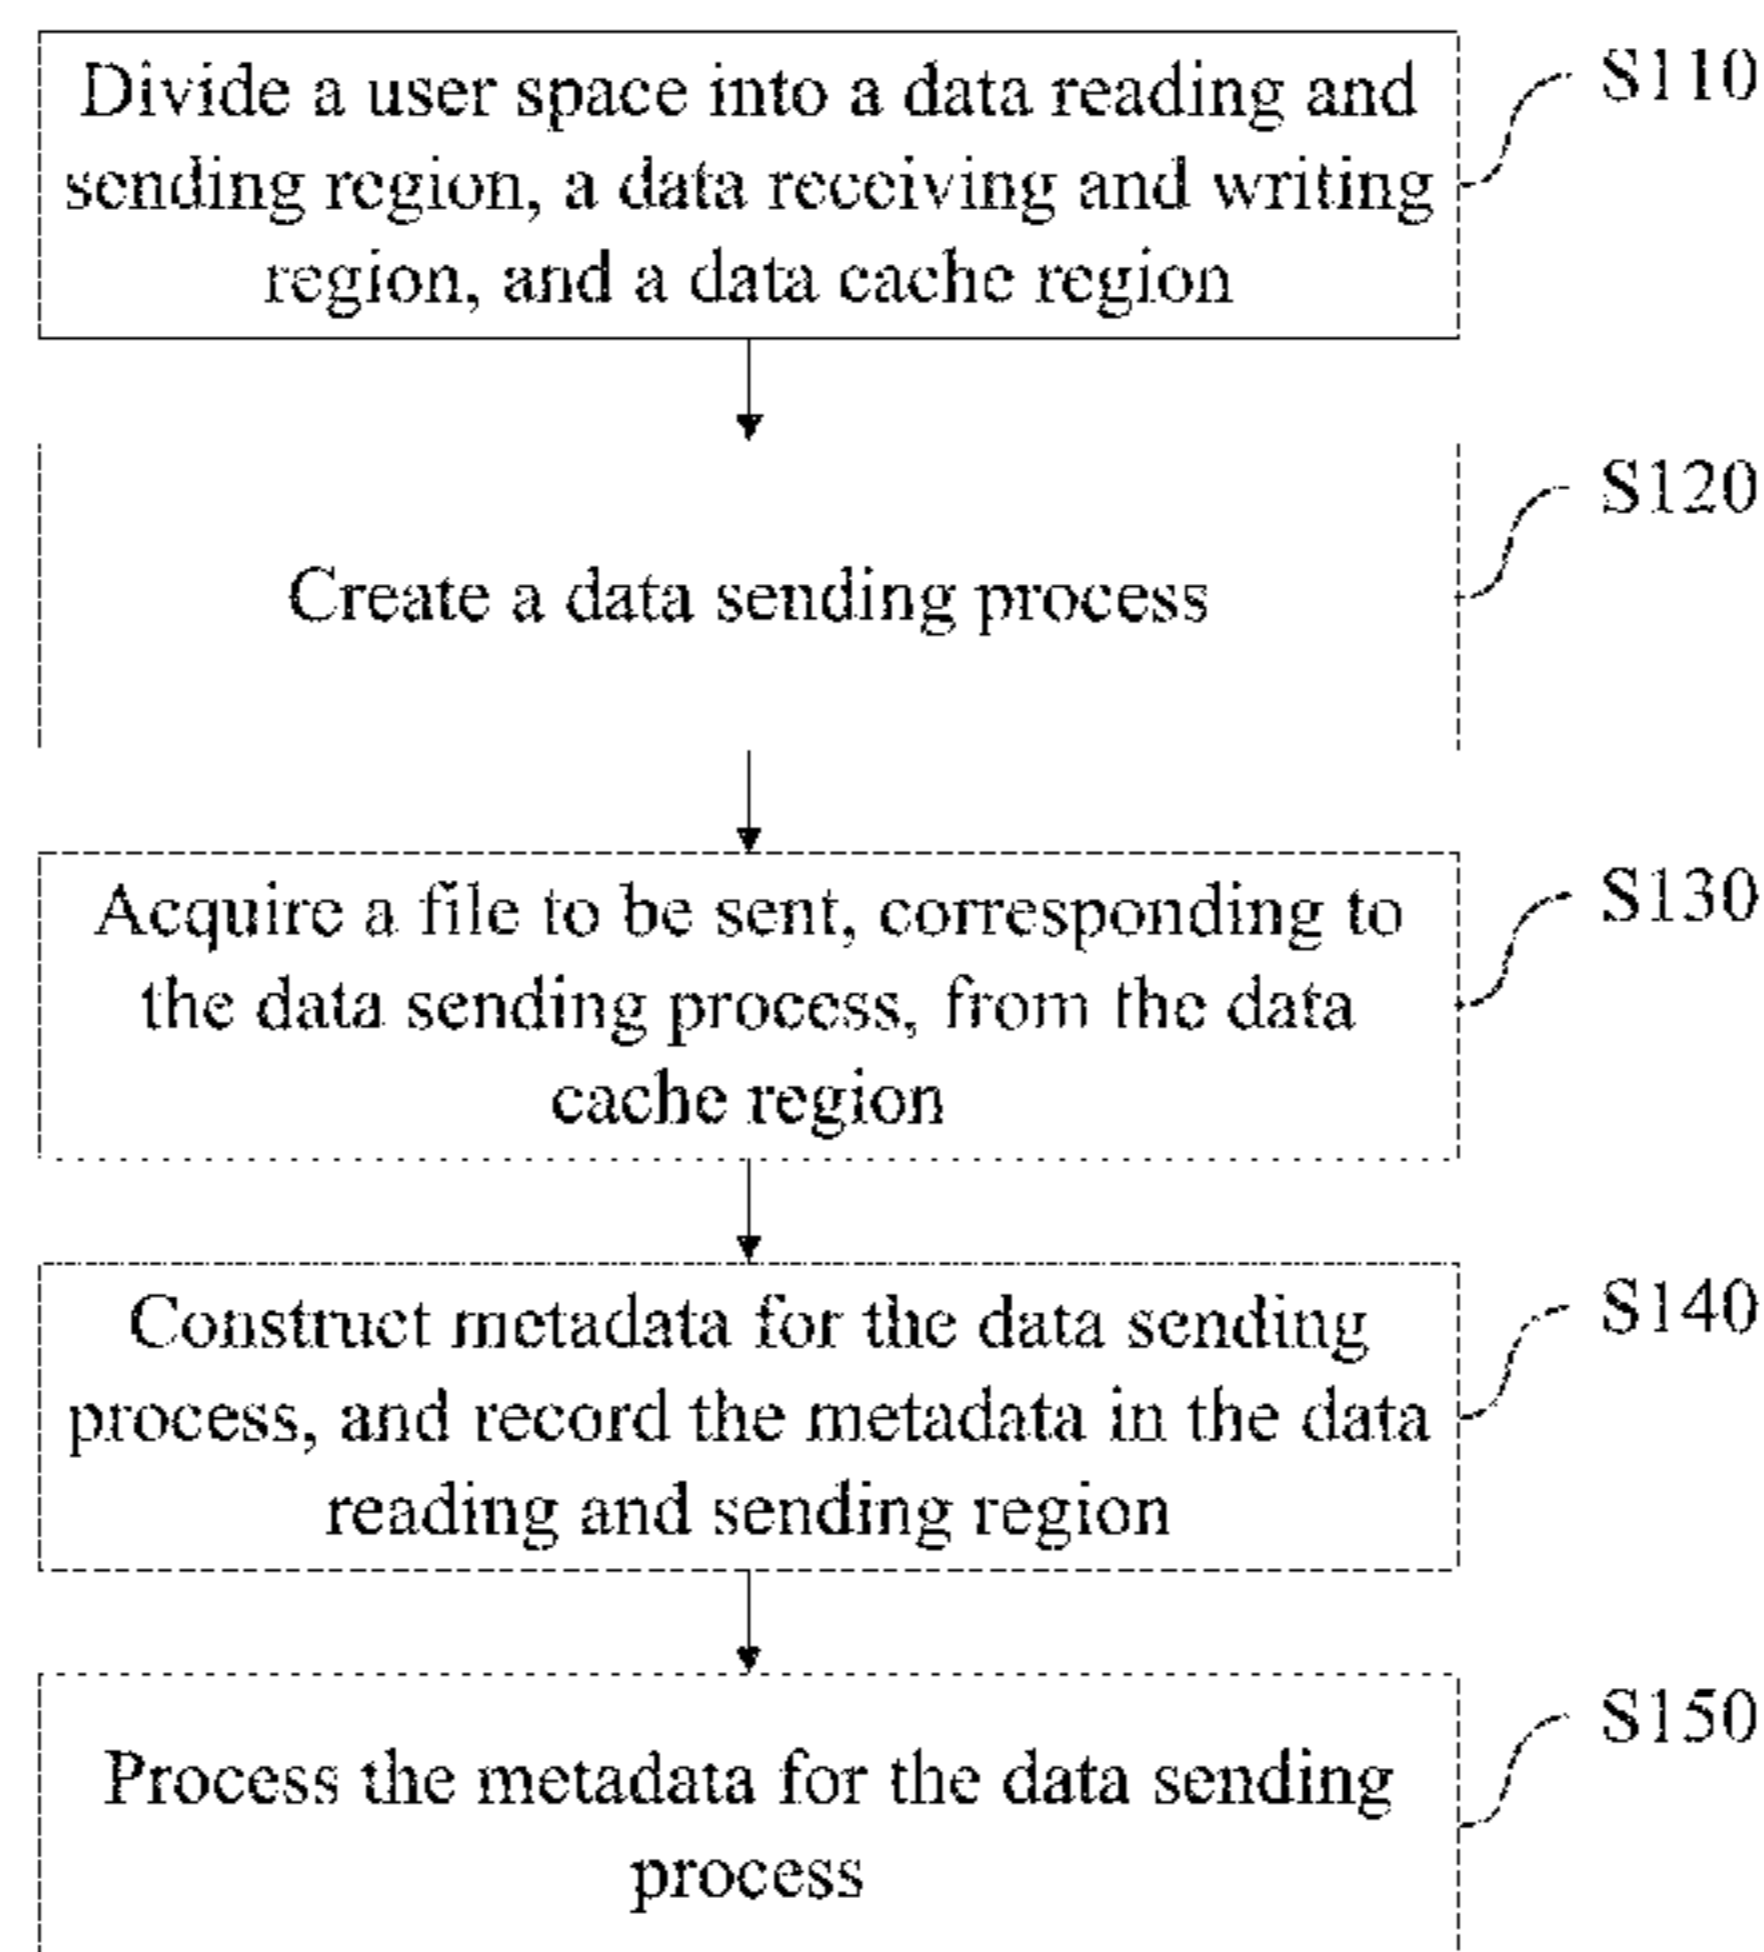 Divide a user space into a data reading and
sending region, a data receiving and writing
region, and a data cache region
S110
Create a data sending process
S120
Acquire a file to be sent, corresponding to
the data sending process, from the data
cache region
S130
Construct metadata for the data sending
process, and record the metadata in the data
reading and sending region
S140
Process the metadata for the data sending
process
S150